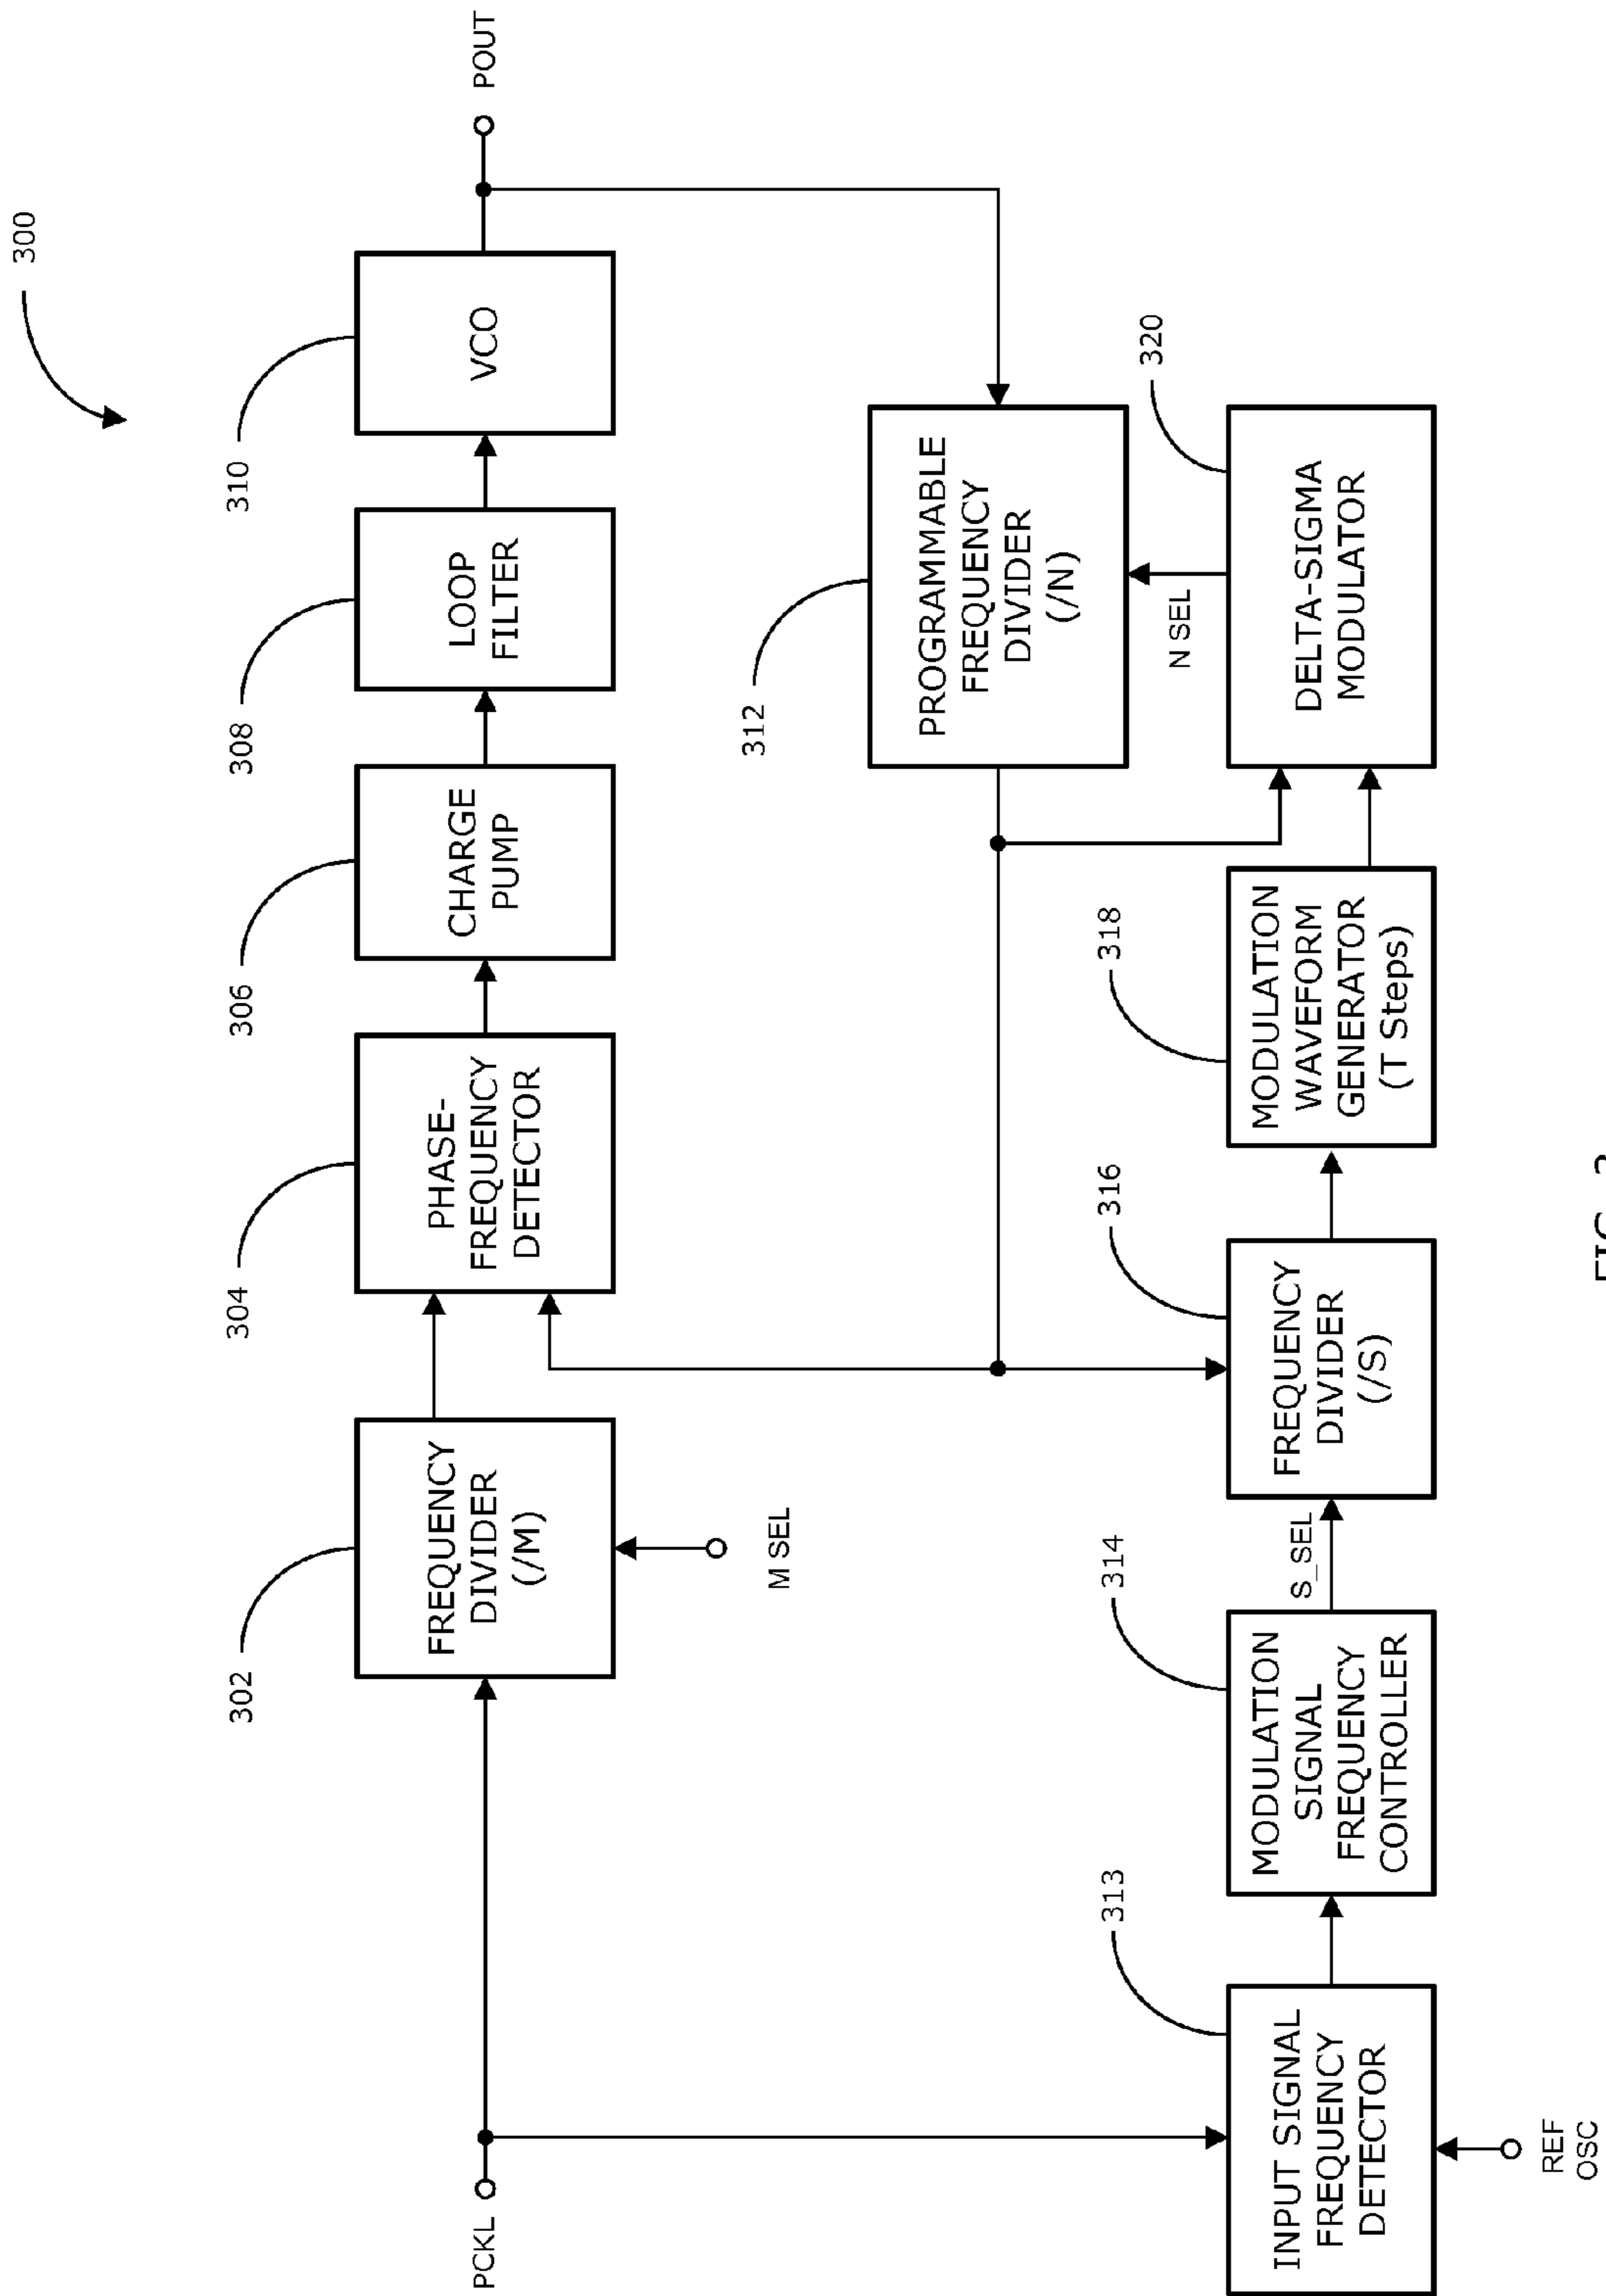 300
PCKL
302
FREQUENCY
DIVIDER
(/M)
M SEL
304
PHASE-
FREQUENCY
DETECTOR
306
CHARGE
PUMP
308
LOOP
FILTER
310
VCO
POUT
312
PROGRAMMABLE
FREQUENCY
DIVIDER
(/N)
N SEL
313
INPUT SIGNAL
FREQUENCY
DETECTOR
REF
OSC
314
MODULATION
SIGNAL
FREQUENCY
CONTROLLER
S_SEL
316
FREQUENCY
DIVIDER
(/S)
318
MODULATION
WAVEFORM
GENERATOR
(T Steps)
320
DELTA-SIGMA
MODULATOR